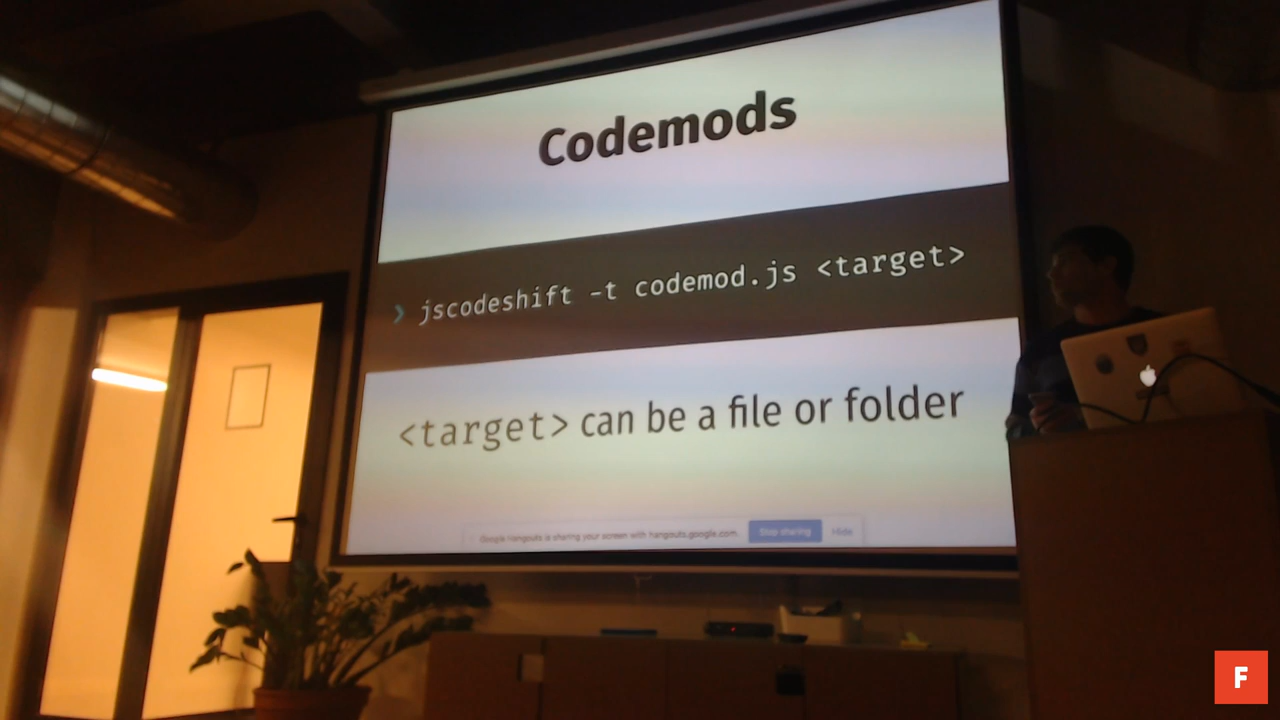 Codemods
❯ jscodeshift -t codemod.js <target>
<target> can be a file or folder
Google Hangouts is sharing your screen with hangouts.google.com. Stop sharing Hide
F